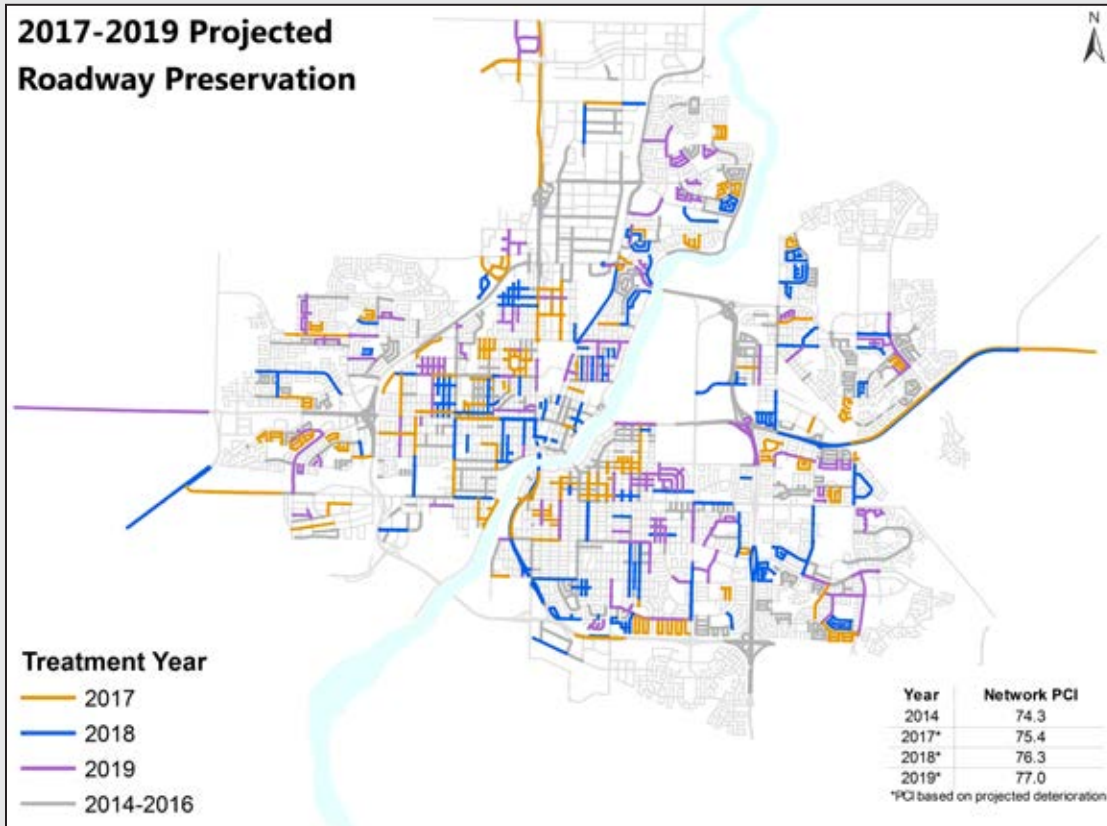 2017-2019 Projected
Roadway Preservation
N
Treatment Year
2017
2018
2019
2014-2016
Year Network PCI
2014 74.3
2017* 75.4
2018* 76.3
2019* 77.0
*PCI based on projected deterioration